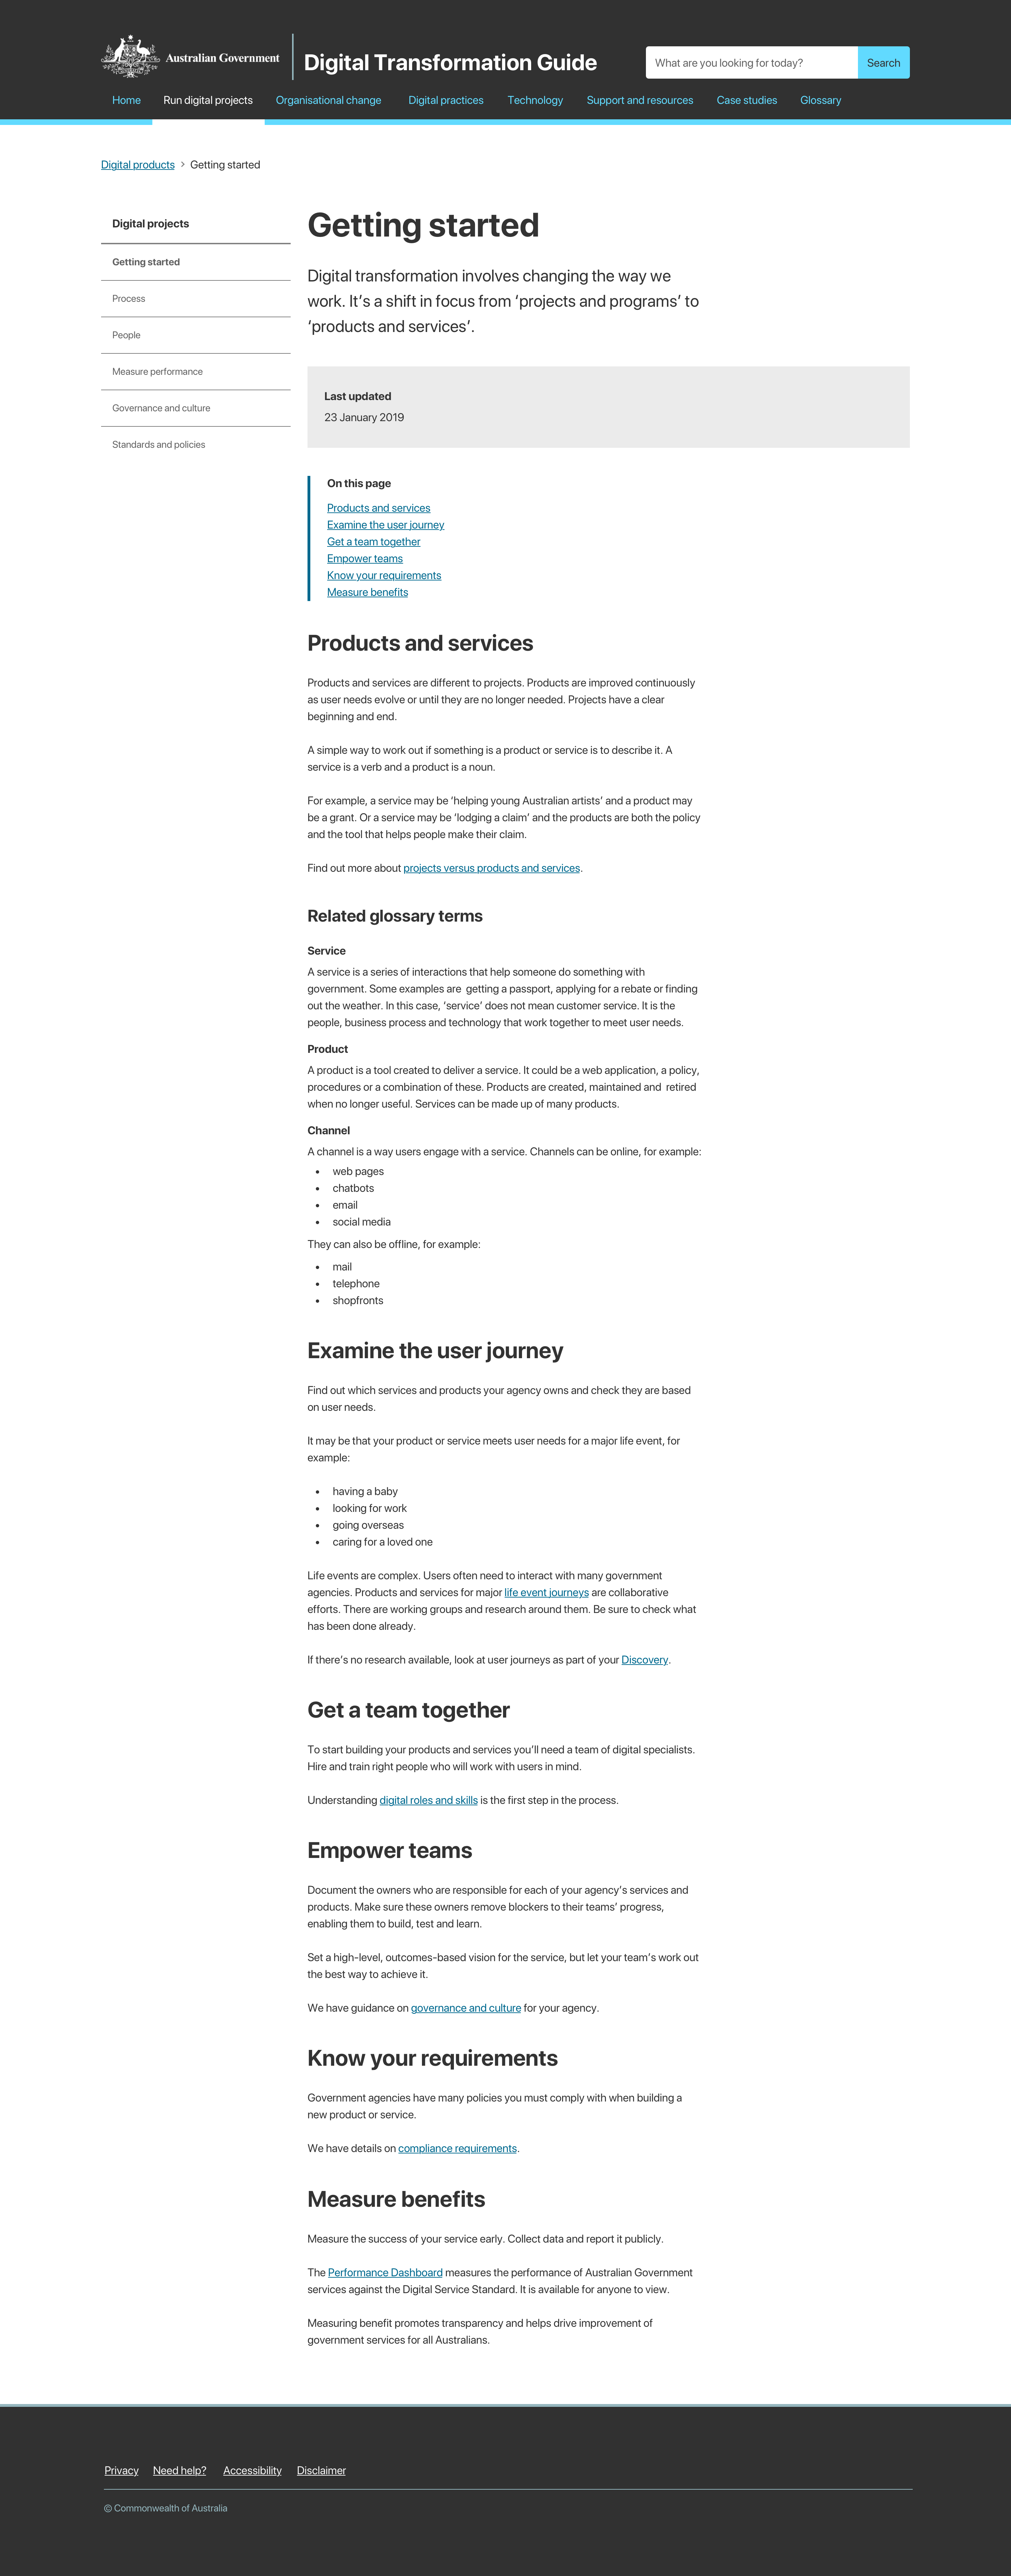 Australian Government
Digital Transformation Guide
What are you looking for today?
Search
Home
Run digital projects
Organisational change
Digital practices
Technology
Support and resources
Case studies
Glossary
Digital products > Getting started
Digital projects
Getting started
Process
People
Measure performance
Governance and culture
Standards and policies
Getting started
Digital transformation involves changing the way we
work. It’s a shift in focus from ‘projects and programs’ to
‘products and services’.
Last updated
23 January 2019
On this page
Products and services
Examine the user journey
Get a team together
Empower teams
Know your requirements
Measure benefits
Products and services
Products and services are different to projects. Products are improved continuously
as user needs evolve or until they are no longer needed. Projects have a clear
beginning and end.
A simple way to work out if something is a product or service is to describe it. A
service is a verb and a product is a noun.
For example, a service may be ‘helping young Australian artists’ and a product may
be a grant. Or a service may be ‘lodging a claim’ and the products are both the policy
and the tool that helps people make their claim.
Find out more about projects versus products and services.
Related glossary terms
Service
A service is a series of interactions that help someone do something with
government. Some examples are  getting a passport, applying for a rebate or finding
out the weather. In this case, ‘service’ does not mean customer service. It is the
people, business process and technology that work together to meet user needs.
Product
A product is a tool created to deliver a service. It could be a web application, a policy,
procedures or a combination of these. Products are created, maintained and  retired
when no longer useful. Services can be made up of many products.
Channel
A channel is a way users engage with a service. Channels can be online, for example:
• web pages
• chatbots
• email
• social media
They can also be offline, for example:
• mail
• telephone
• shopfronts
Examine the user journey
Find out which services and products your agency owns and check they are based
on user needs.
It may be that your product or service meets user needs for a major life event, for
example:
• having a baby
• looking for work
• going overseas
• caring for a loved one
Life events are complex. Users often need to interact with many government
agencies. Products and services for major life event journeys are collaborative
efforts. There are working groups and research around them. Be sure to check what
has been done already.
If there’s no research available, look at user journeys as part of your Discovery.
Get a team together
To start building your products and services you’ll need a team of digital specialists.
Hire and train right people who will work with users in mind.
Understanding digital roles and skills is the first step in the process.
Empower teams
Document the owners who are responsible for each of your agency’s services and
products. Make sure these owners remove blockers to their teams’ progress,
enabling them to build, test and learn.
Set a high-level, outcomes-based vision for the service, but let your team’s work out
the best way to achieve it.
We have guidance on governance and culture for your agency.
Know your requirements
Government agencies have many policies you must comply with when building a
new product or service.
We have details on compliance requirements.
Measure benefits
Measure the success of your service early. Collect data and report it publicly.
The Performance Dashboard measures the performance of Australian Government
services against the Digital Service Standard. It is available for anyone to view.
Measuring benefit promotes transparency and helps drive improvement of
government services for all Australians.
Privacy
Need help?
Accessibility
Disclaimer
© Commonwealth of Australia